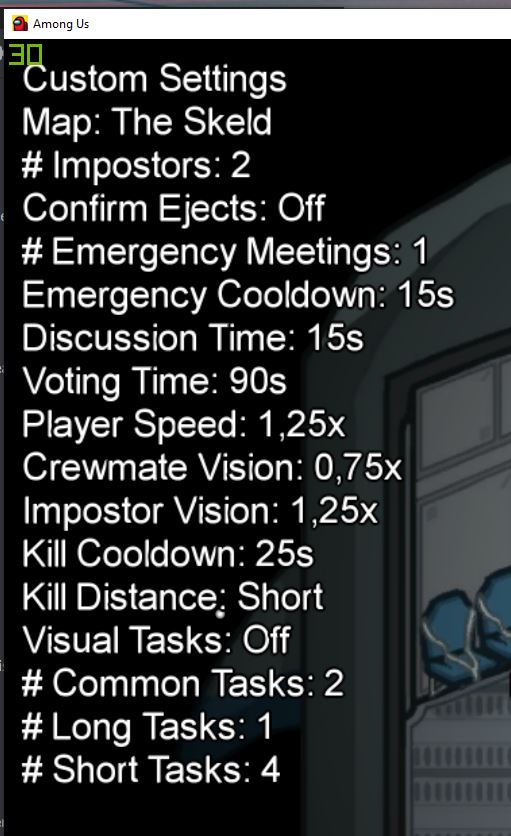 Among Us
30
Custom Settings
Map: The Skeld
# Impostors: 2
Confirm Ejects: Off
# Emergency Meetings: 1
Emergency Cooldown: 15s
Discussion Time: 15s
Voting Time: 90s
Player Speed: 1,25x
Crewmate Vision: 0,75x
Impostor Vision: 1,25x
Kill Cooldown: 25s
Kill Distance: Short
Visual Tasks: Off
# Common Tasks: 2
# Long Tasks: 1
# Short Tasks: 4